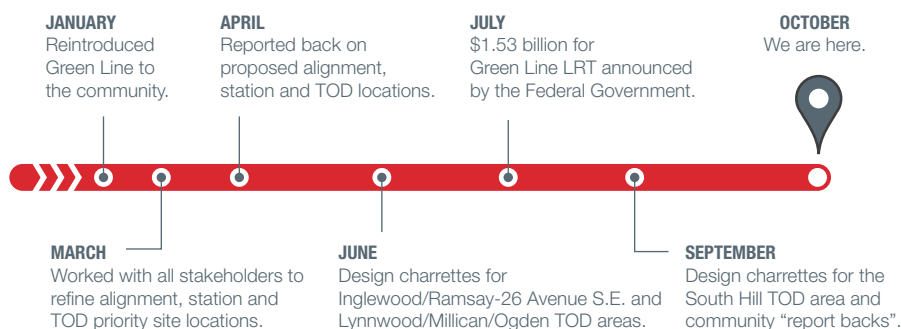 JANUARY
Reintroduced
Green Line to
the community.
APRIL
Reported back on
proposed alignment,
station and TOD locations.
JULY
$1.53 billion for
Green Line LRT announced
by the Federal Government.
OCTOBER
We are here.
MARCH
Worked with all stakeholders to
refine alignment, station and
TOD priority site locations.
JUNE
Design charrettes for
Inglewood/Ramsay-26 Avenue S.E. and
Lynnwood/Millican/Ogden TOD areas.
SEPTEMBER
Design charrettes for the
South Hill TOD area and
community “report backs”.